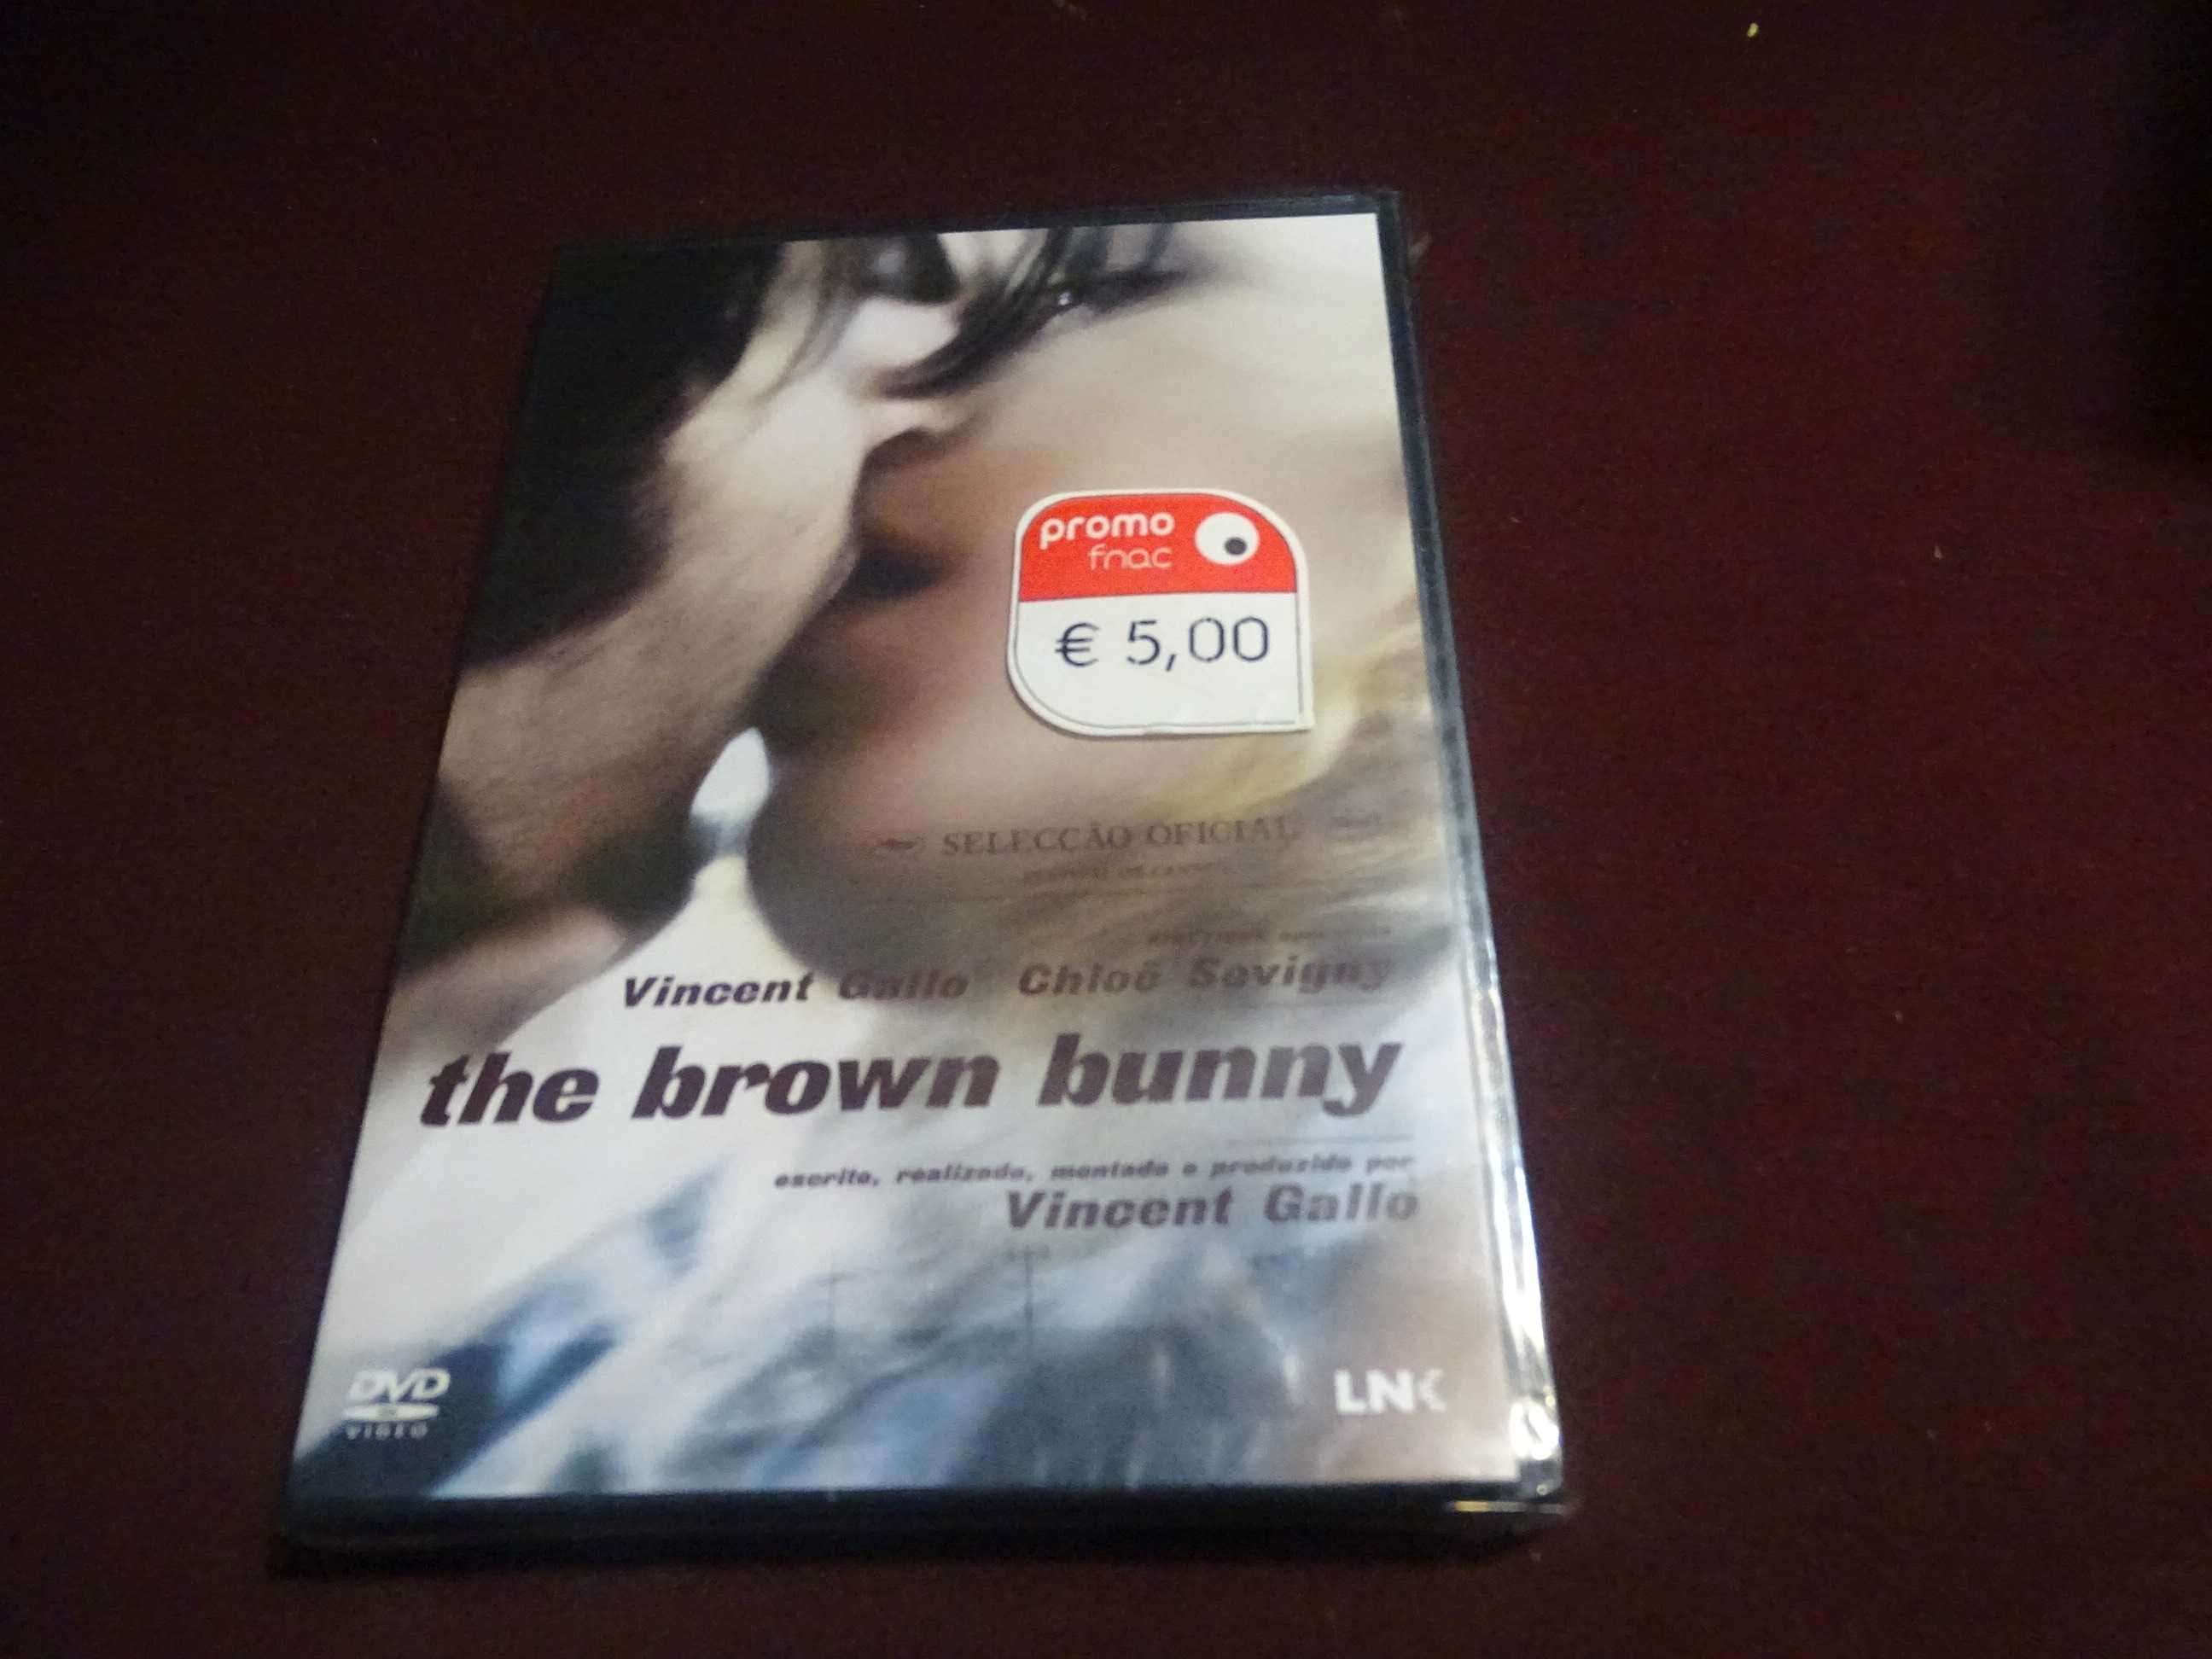 promo
fnac
€ 5,00
SELECÇÃO OFICIAL
Vincent Gallo Chloë Sevigny
the brown bunny
escrito, realizado, montado e produzido por
Vincent Gallo
DVD
VIDEO
LNK